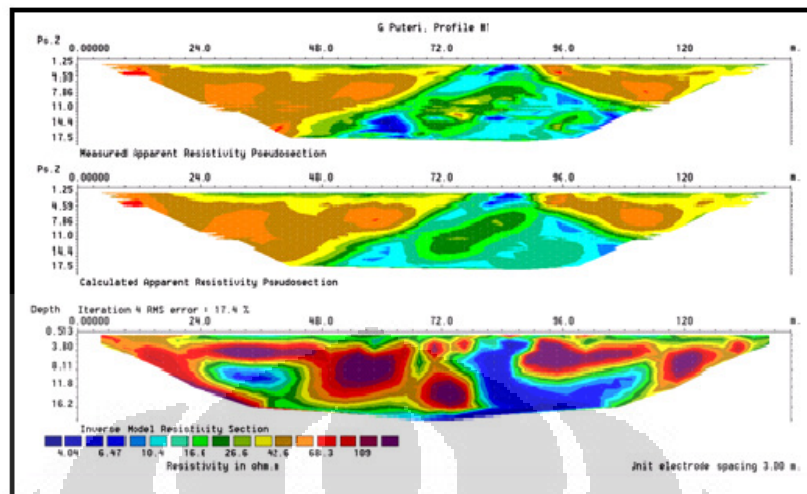 G Puteri, Profile #1
Ps.Z 0.00000 24.0 48.0 72.0 96.0 120 m.
1.25
4.59
7.86
11.0
14.4
17.5
Measured Apparent Resistivity Pseudosection
Ps.Z 0.00000 24.0 48.0 72.0 96.0 120 m.
1.25
4.59
7.86
11.0
14.4
17.5
Calculated Apparent Resistivity Pseudosection
Depth Iteration 4 RMS error = 17.4 %
0.00000 24.0 48.0 72.0 96.0 120 m.
0.513
3.80
8.11
11.8
16.2
Inverse Model Resistivity Section
4.04 6.47 10.4 16.6 26.6 42.6 68.3 109
Resistivity in ohm.m
Unit electrode spacing 3.00 m.